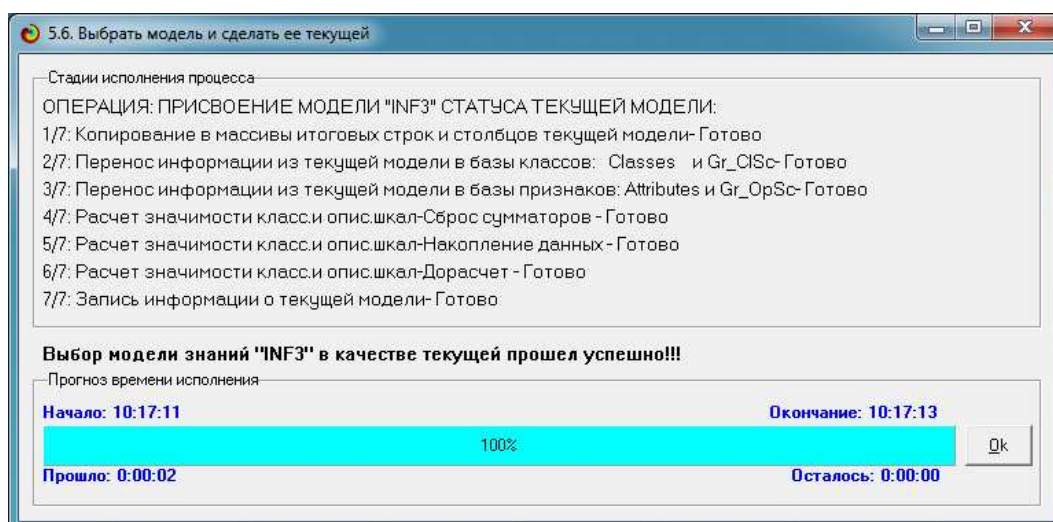 5.6. Выбрать модель и сделать ее текущей
Стадии исполнения процесса
ОПЕРАЦИЯ: ПРИСВОЕНИЕ МОДЕЛИ "INF3" СТАТУСА ТЕКУЩЕЙ МОДЕЛИ:
1/7: Копирование в массивы итоговых строк и столбцов текущей модели- Готово
2/7: Перенос информации из текущей модели в базы классов: Classes и Gr_ClSc- Готово
3/7: Перенос информации из текущей модели в базы признаков: Attributes и Gr_OpSc- Готово
4/7: Расчет значимости класс.и опис.шкал-Сброс сумматоров - Готово
5/7: Расчет значимости класс.и опис.шкал-Накопление данных - Готово
6/7: Расчет значимости класс.и опис.шкал-Дорасчет - Готово
7/7: Запись информации о текущей модели- Готово
Выбор модели знаний "INF3" в качестве текущей прошел успешно!!!
Прогноз времени исполнения
Начало: 10:17:11 Окончание: 10:17:13
100% Ok
Прошло: 0:00:02 Осталось: 0:00:00